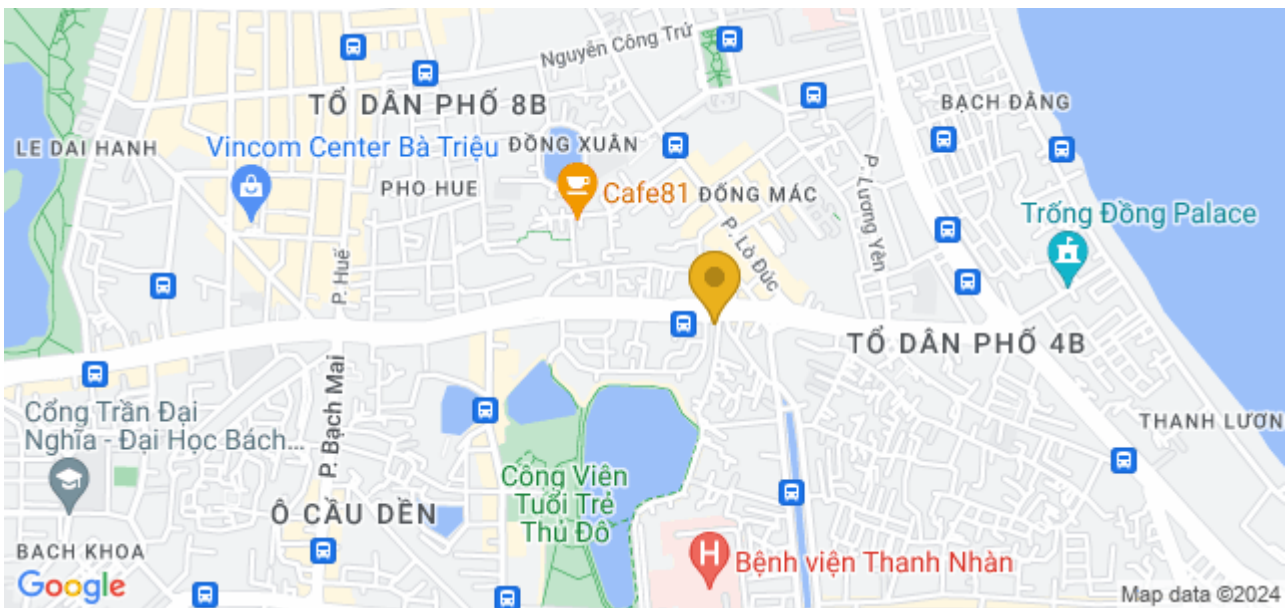 Nguyễn Công Trứ
TỔ DÂN PHỐ 8B
BẠCH ĐẰNG
LE DAI HANH
Vincom Center Bà Triệu
ĐỒNG XUÂN
PHO HUE
Cafe81
ĐỐNG MÁC
P. Lương Yên
Trống Đồng Palace
P. Lò Đúc
P. Huế
TỔ DÂN PHỐ 4B
P. Bạch Mai
Cổng Trần Đại
Nghĩa - Đại Học Bách...
THANH LƯƠN
Công Viên
Tuổi Trẻ
Thủ Đô
Ô CẦU DỀN
BACH KHOA
H
Bệnh viện Thanh Nhàn
Google
Map data ©2024